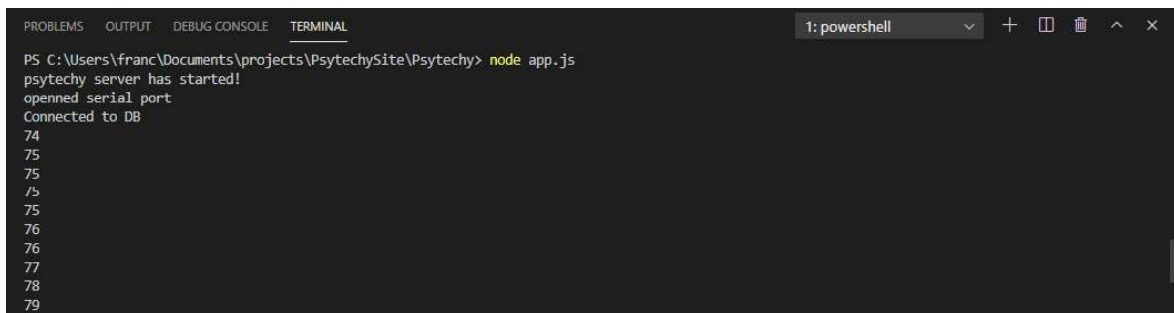 PROBLEMS OUTPUT DEBUG CONSOLE TERMINAL 1: powershell
PS C:\Users\franc\Documents\projects\PsytechySite\Psytechy> node app.js
psytechy server has started!
openned serial port
Connected to DB
74
75
75
75
75
76
76
77
78
79